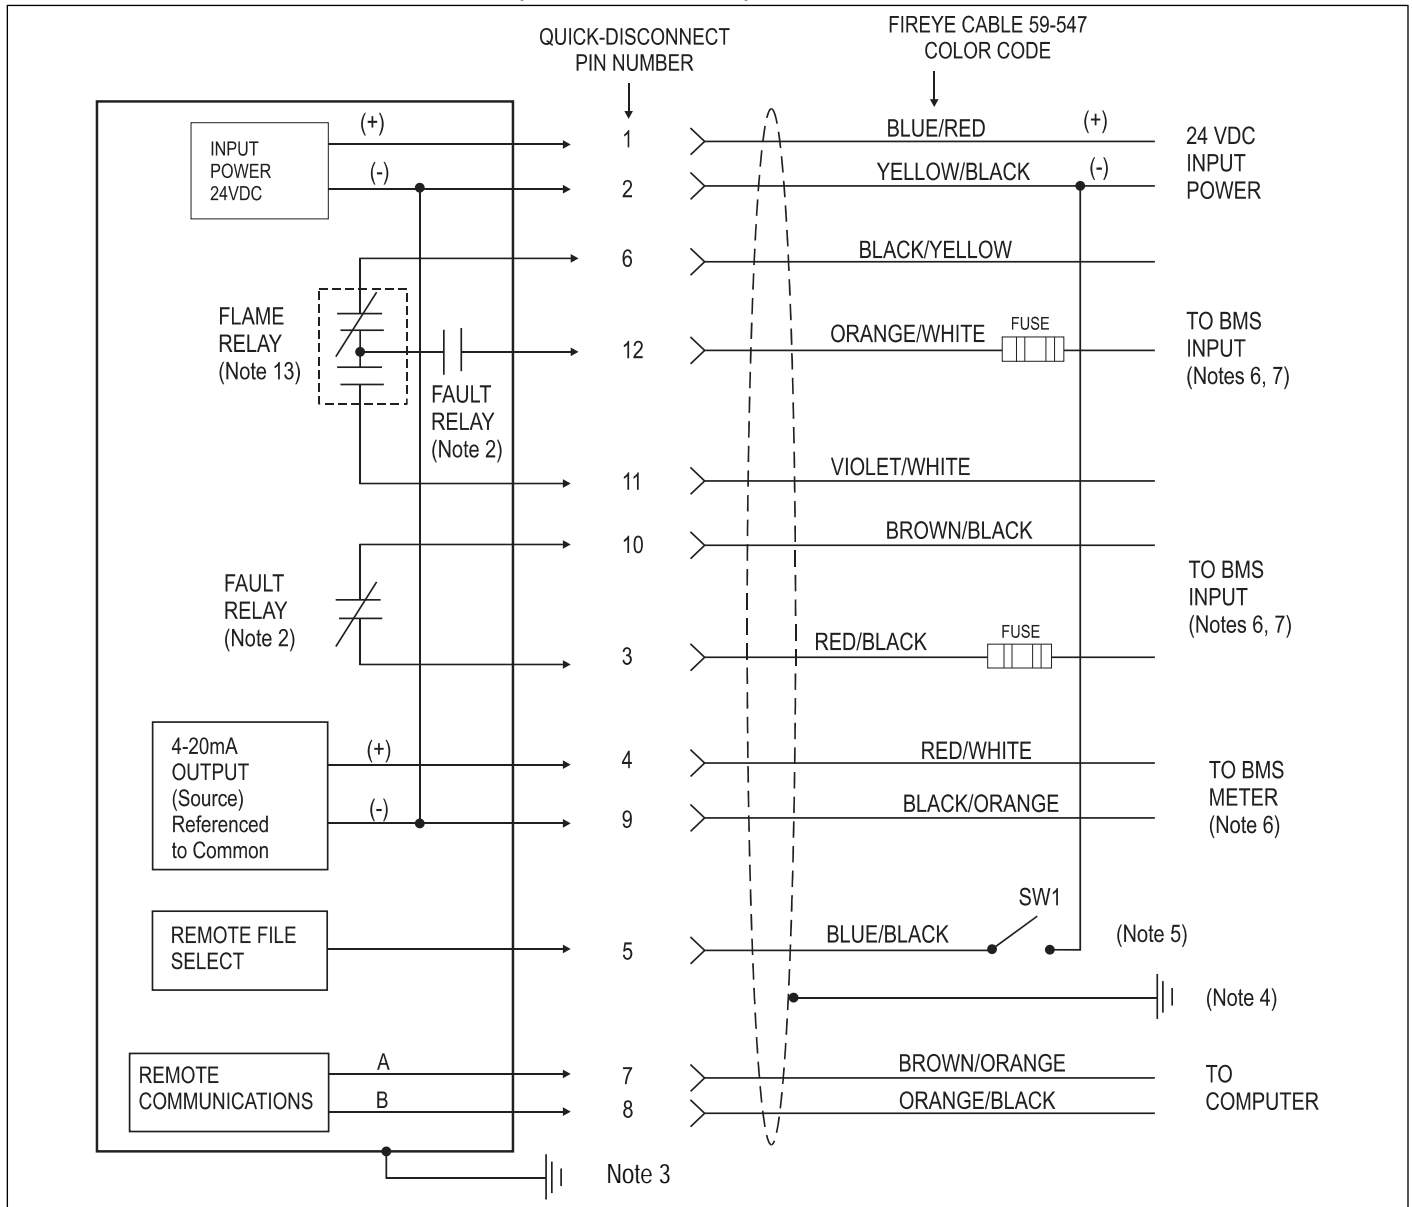 QUICK-DISCONNECT
PIN NUMBER
FIREYE CABLE 59-547
COLOR CODE
INPUT
POWER
24VDC
(+)
(-)
1
2
BLUE/RED
(+)
YELLOW/BLACK
(-)
24 VDC
INPUT
POWER
6
BLACK/YELLOW
FLAME
RELAY
(Note 13)
FAULT
RELAY
(Note 2)
12
ORANGE/WHITE
FUSE
TO BMS
INPUT
(Notes 6, 7)
11
VIOLET/WHITE
10
BROWN/BLACK
FAULT
RELAY
(Note 2)
3
RED/BLACK
FUSE
TO BMS
INPUT
(Notes 6, 7)
4-20mA
OUTPUT
(Source)
Referenced
to Common
(+)
(-)
4
RED/WHITE
9
BLACK/ORANGE
TO BMS
METER
(Note 6)
REMOTE FILE
SELECT
5
BLUE/BLACK
SW1
(Note 5)
(Note 4)
REMOTE
COMMUNICATIONS
A
B
7
BROWN/ORANGE
8
ORANGE/BLACK
TO
COMPUTER
Note 3